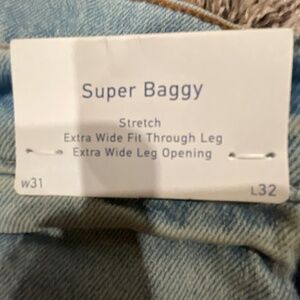 Super Baggy
Stretch
Extra Wide Fit Through Leg
Extra Wide Leg Opening
W31
L32